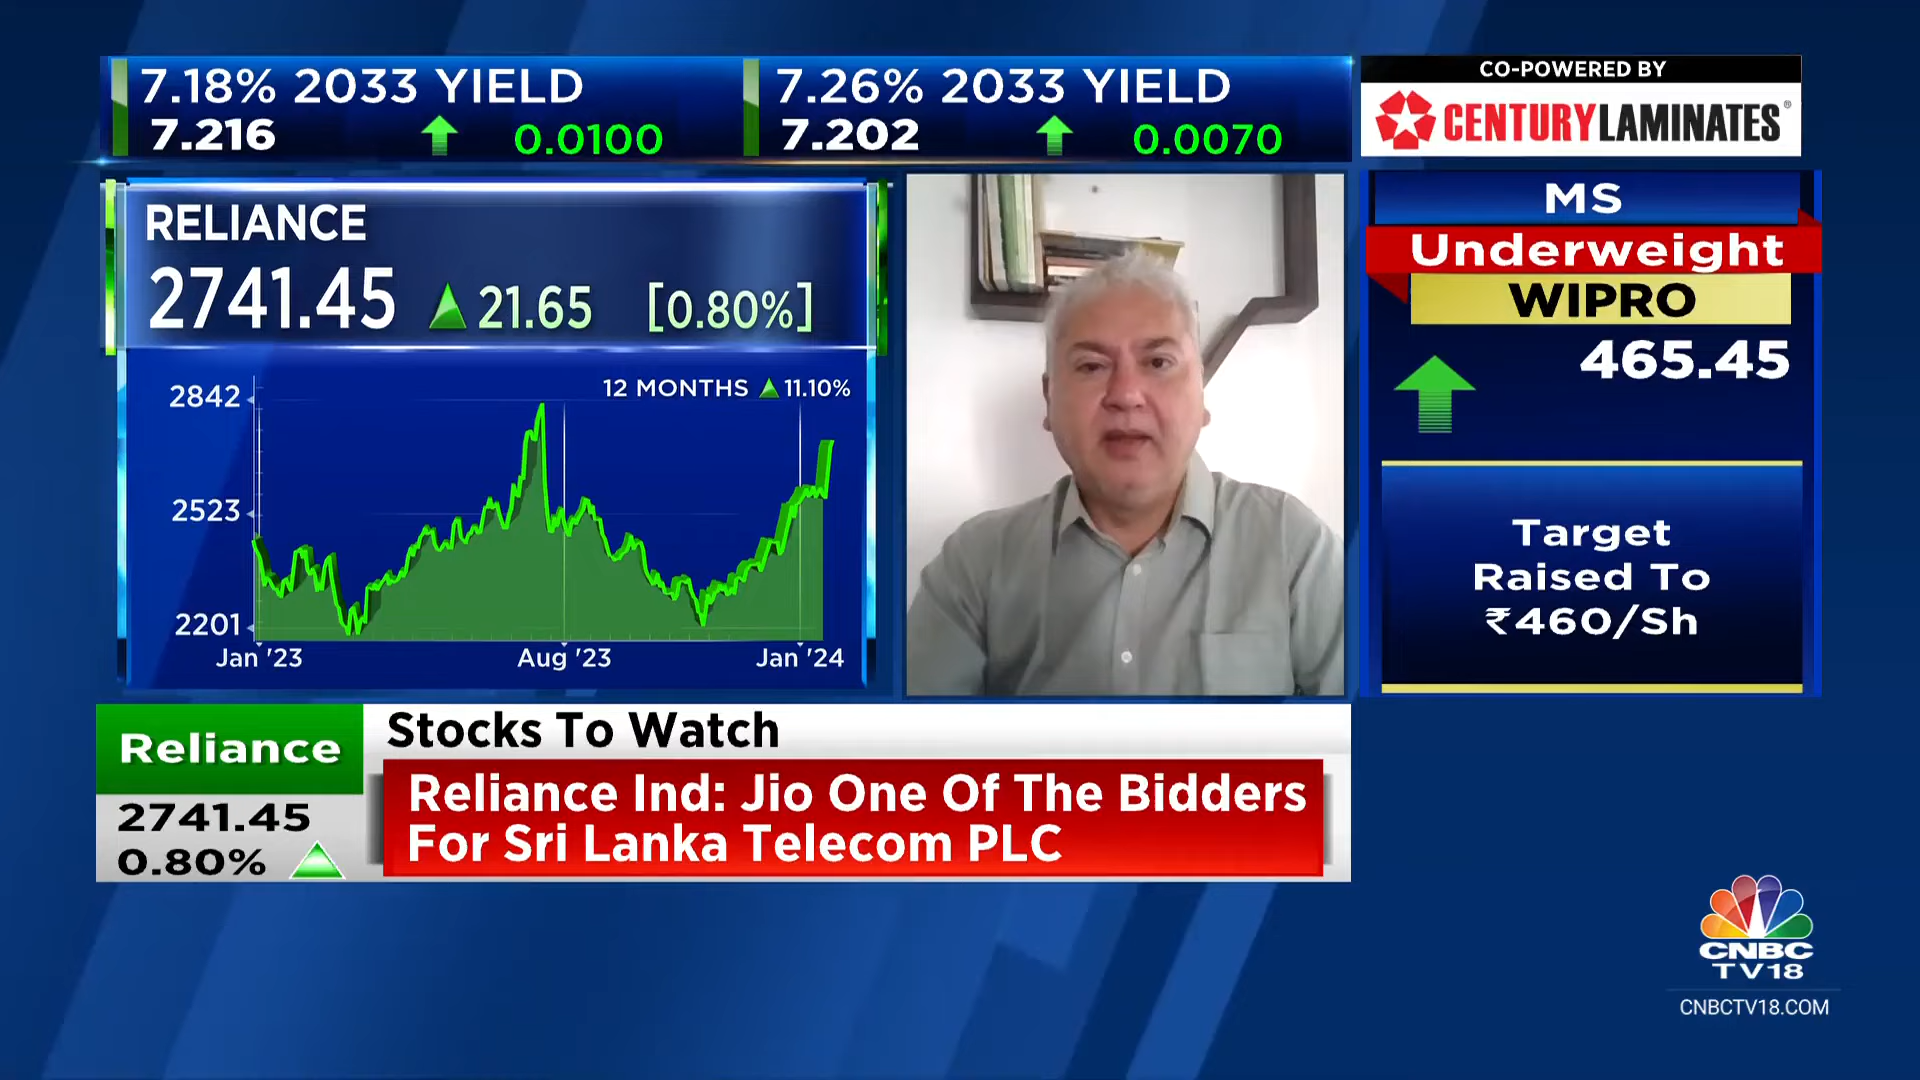 7.18% 2033 YIELD
7.216 0.0100
7.26% 2033 YIELD
7.202 0.0070
CO-POWERED BY
CENTURYLAMINATES®
RELIANCE
2741.45 21.65 [0.80%]
12 MONTHS 11.10%
2842
2523
2201
Jan '23 Aug '23 Jan '24
MS
Underweight
WIPRO
465.45
Target
Raised To
₹460/Sh
Reliance
2741.45
0.80%
Stocks To Watch
Reliance Ind: Jio One Of The Bidders
For Sri Lanka Telecom PLC
CNBC
TV18
CNBCTV18.COM